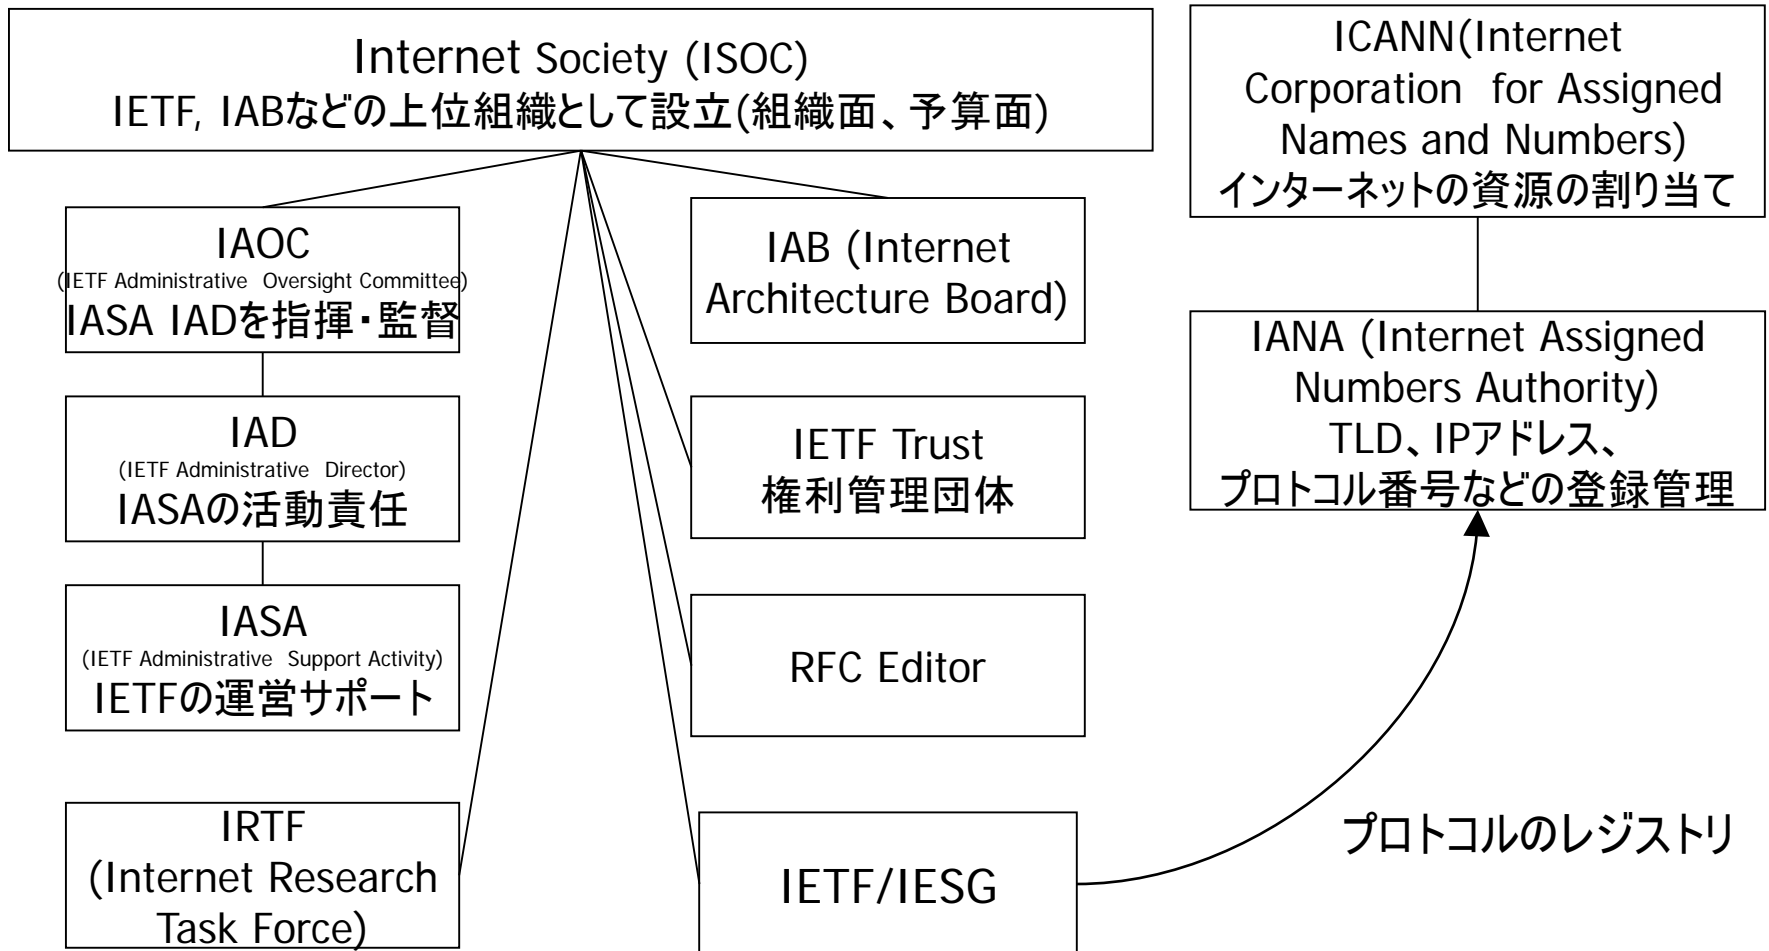 Internet Society (ISOC)
IETF, IABなどの上位組織として設立(組織面、予算面)
ICANN(Internet
Corporation for Assigned
Names and Numbers)
インターネットの資源の割り当て
IAOC
(IETF Administrative Oversight Committee)
IASA IADを指揮・監督
IAB (Internet
Architecture Board)
IANA (Internet Assigned
Numbers Authority)
TLD、IPアドレス、
プロトコル番号などの登録管理
IAD
(IETF Administrative Director)
IASAの活動責任
IETF Trust
権利管理団体
IASA
(IETF Administrative Support Activity)
IETFの運営サポート
RFC Editor
IRTF
(Internet Research
Task Force)
IETF/IESG
プロトコルのレジストリ